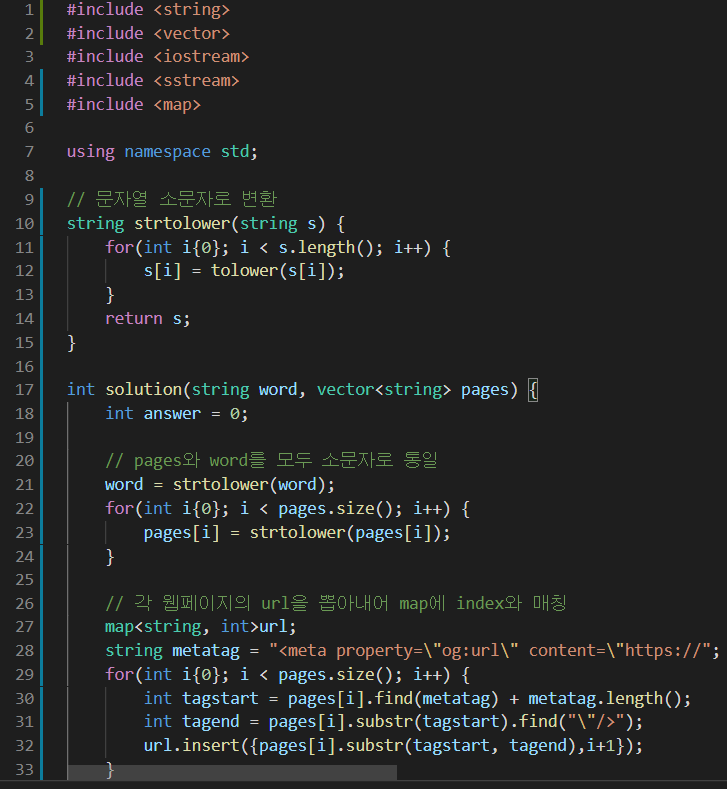 1 #include <string>
2 #include <vector>
3 #include <iostream>
4 #include <sstream>
5 #include <map>
6
7 using namespace std;
8
9 // 문자열 소문자로 변환
10 string strtolower(string s) {
11     for(int i{0}; i < s.length(); i++) {
12         s[i] = tolower(s[i]);
13     }
14     return s;
15 }
16
17 int solution(string word, vector<string> pages) {
18     int answer = 0;
19
20     // pages와 word를 모두 소문자로 통일
21     word = strtolower(word);
22     for(int i{0}; i < pages.size(); i++) {
23         pages[i] = strtolower(pages[i]);
24     }
25
26     // 각 웹페이지의 url을 뽑아내어 map에 index와 매칭
27     map<string, int>url;
28     string metatag = "<meta property=\"og:url\" content=\"https://";
29     for(int i{0}; i < pages.size(); i++) {
30         int tagstart = pages[i].find(metatag) + metatag.length();
31         int tagend = pages[i].substr(tagstart).find("\"/>");
32         url.insert({pages[i].substr(tagstart, tagend),i+1});
33     }